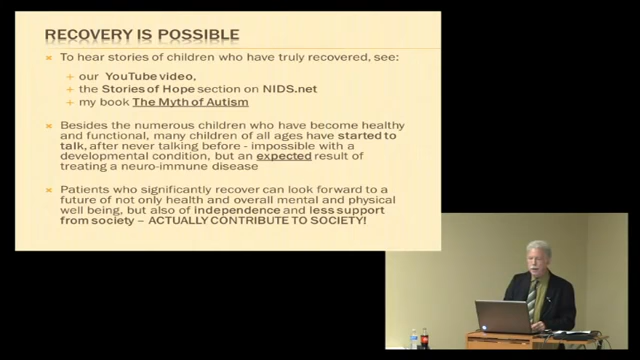 RECOVERY IS POSSIBLE
To hear stories of children who have truly recovered, see:
our YouTube video,
the Stories of Hope section on NIDS.net
my book The Myth of Autism
Besides the numerous children who have become healthy
and functional, many children of all ages have started to
talk, after never talking before - impossible with a
developmental condition, but an expected result of
treating a neuro-immune disease
Patients who significantly recover can look forward to a
future of not only health and overall mental and physical
well being, but also of independence and less support
from society – ACTUALLY CONTRIBUTE TO SOCIETY!